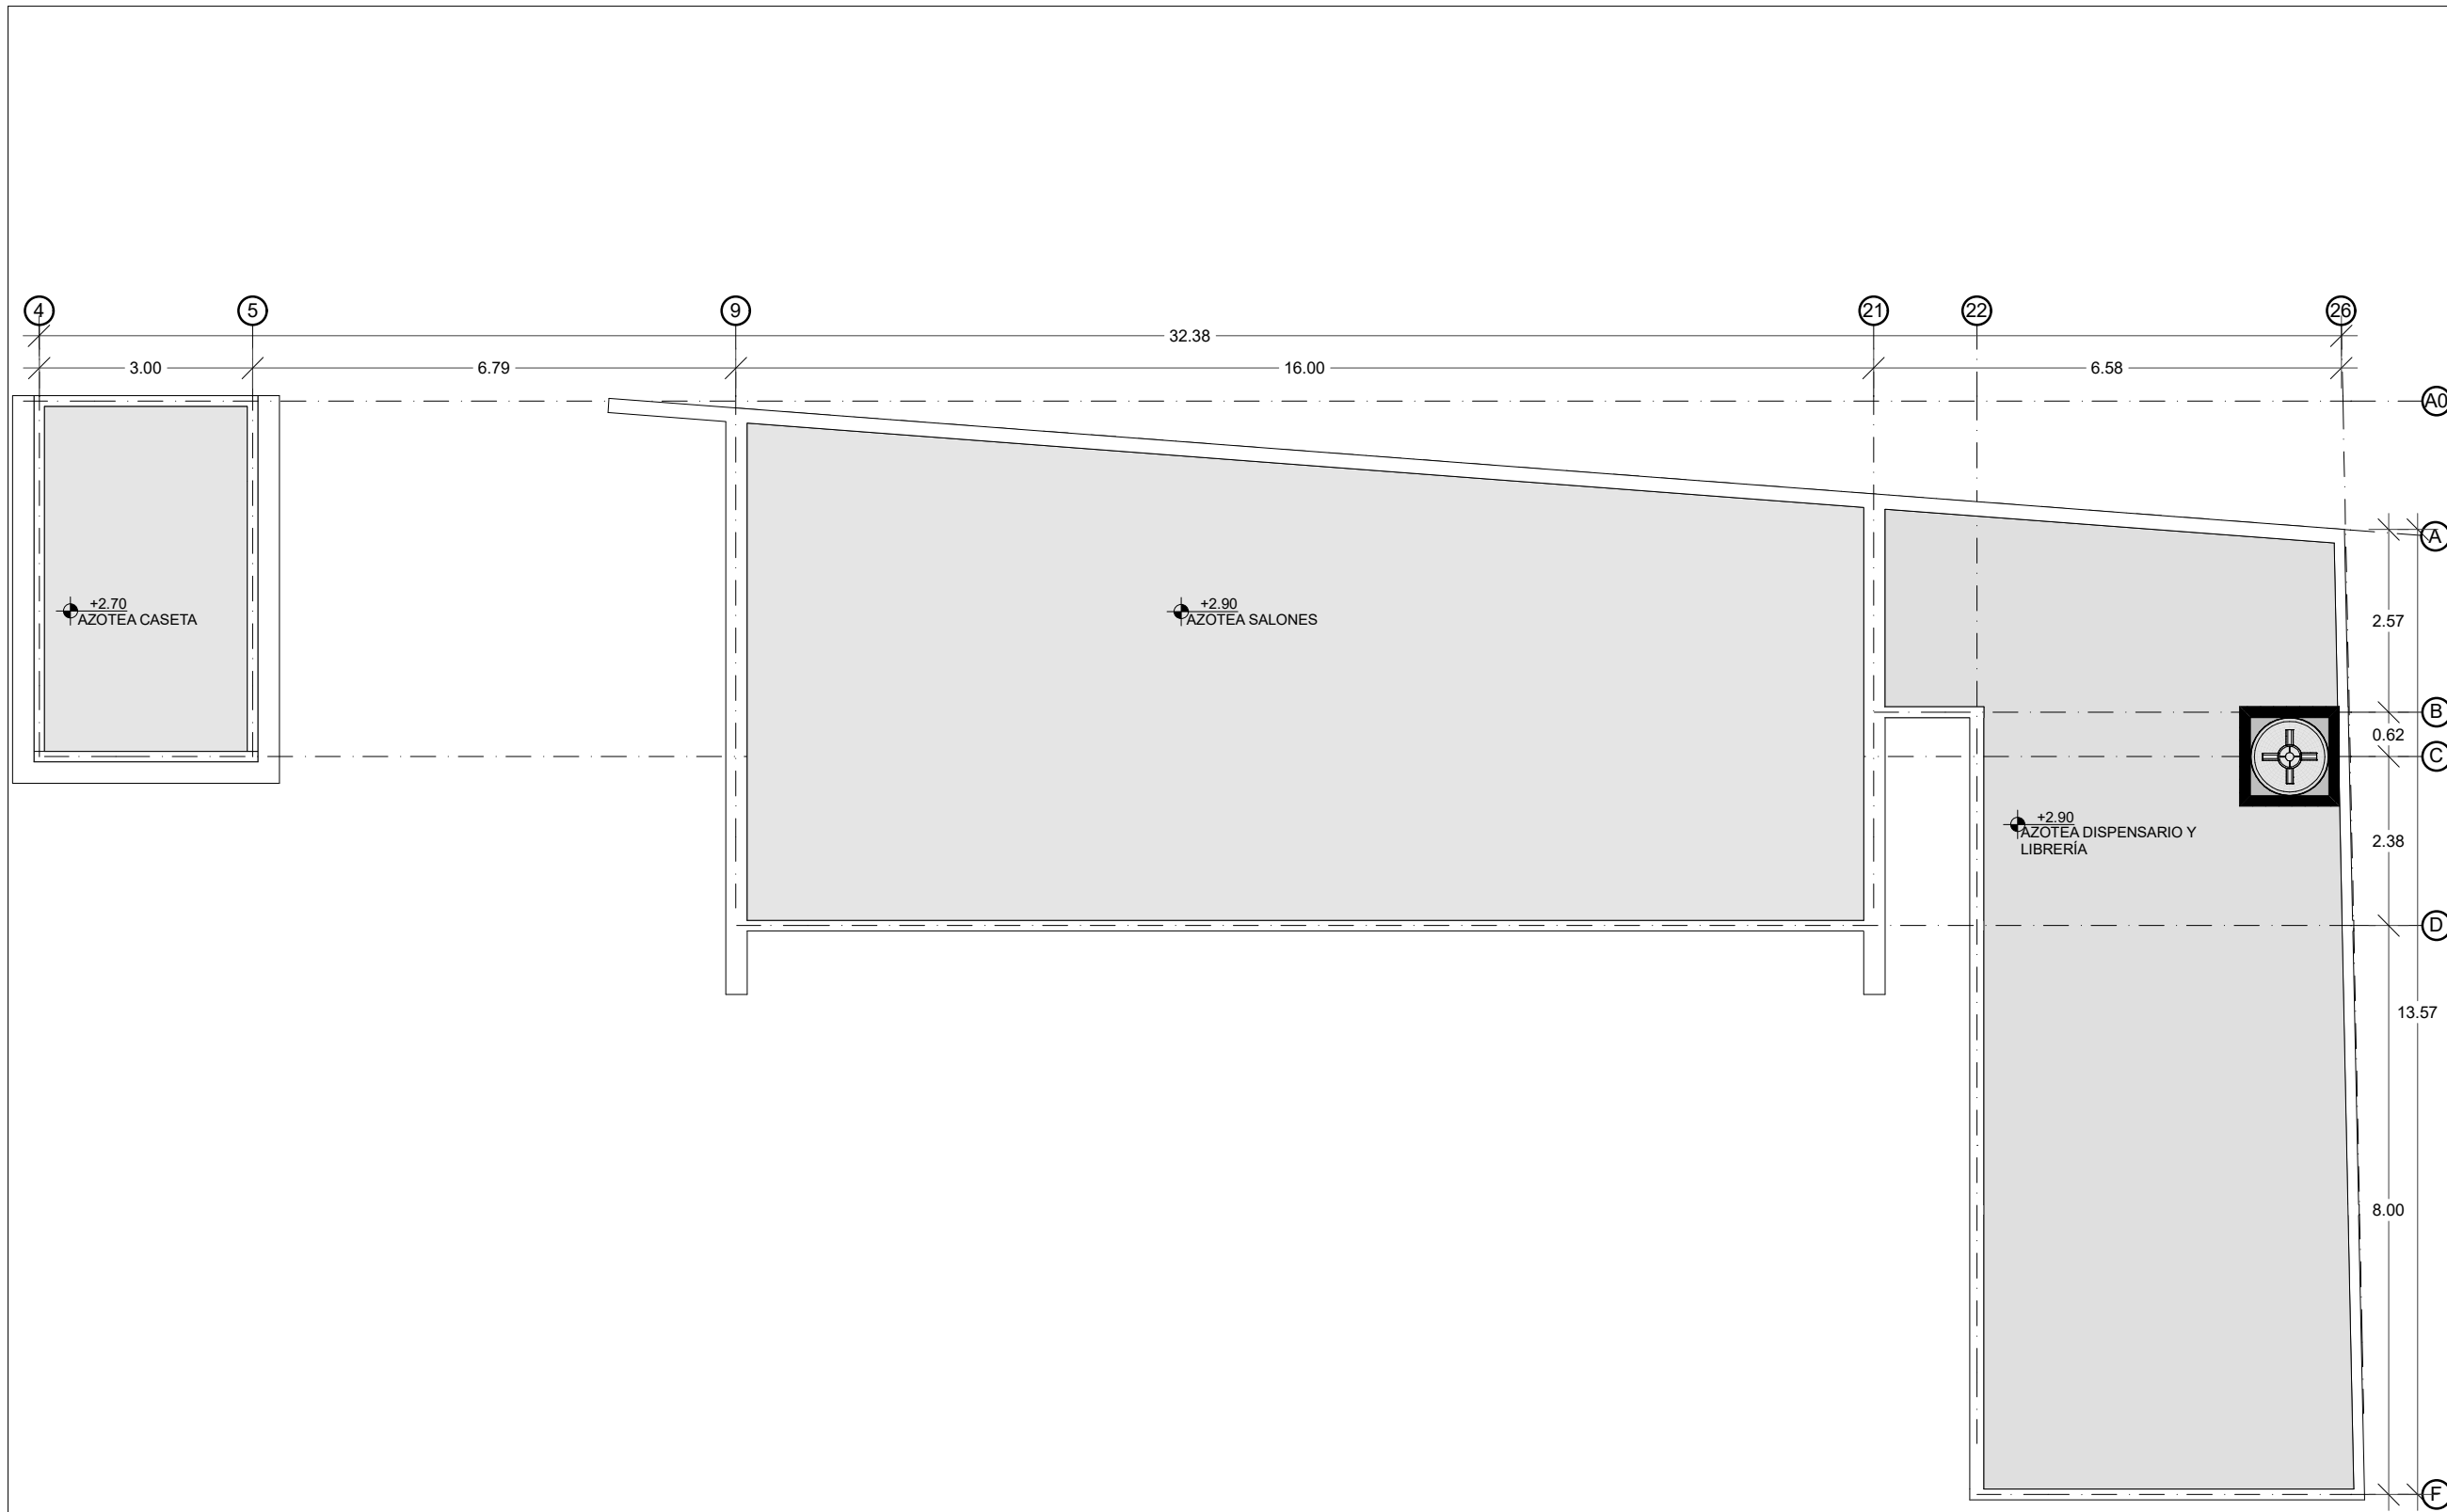 4
5
9
21
22
26
32.38
3.00
6.79
16.00
6.58
A0
A
+2.70
AZOTEA CASETA
+2.90
AZOTEA SALONES
2.57
B
0.62
C
+2.90
AZOTEA DISPENSARIO Y
LIBRERÍA
2.38
D
13.57
8.00
F